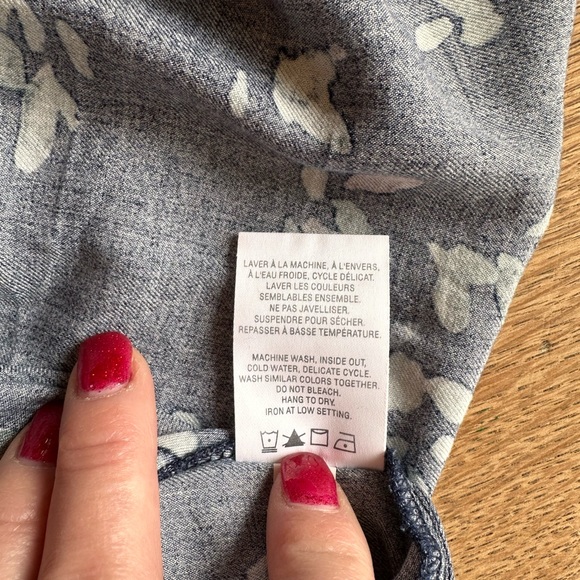 LAVER À LA MACHINE, À L'ENVERS,
À L'EAU FROIDE, CYCLE DÉLICAT.
LAVER LES COULEURS
SEMBLABLES ENSEMBLE.
NE PAS JAVELLISER.
SUSPENDRE POUR SÉCHER.
REPASSER À BASSE TEMPÉRATURE.
MACHINE WASH, INSIDE OUT,
COLD WATER, DELICATE CYCLE.
WASH SIMILAR COLORS TOGETHER.
DO NOT BLEACH.
HANG TO DRY.
IRON AT LOW SETTING.